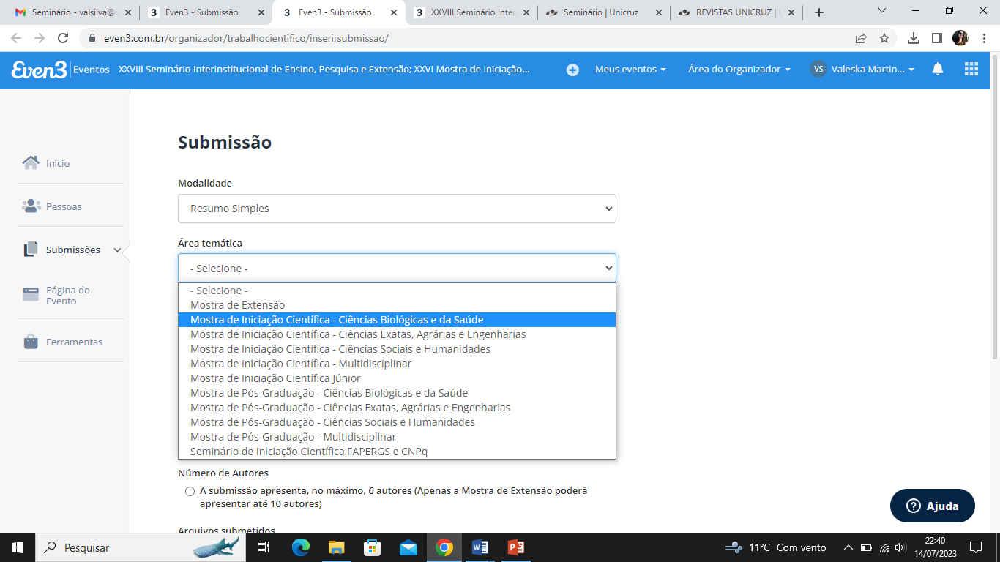 Seminário - valsilva@u
Even3 - Submissão
Even3 - Submissão
XXVIII Seminário Inter
Seminário | Unicruz
REVISTAS UNICRUZ | U
even3.com.br/organizador/trabalhocientifico/inserirsubmissao/
Even3 Eventos XXVIII Seminário Interinstitucional de Ensino, Pesquisa e Extensão; XXVI Mostra de Iniciação... Meus eventos Área do Organizador VS Valeska Martin...
Submissão
Início
Pessoas
Submissões
Página do
Evento
Ferramentas
Modalidade
Resumo Simples
Área temática
- Selecione -
- Selecione -
Mostra de Extensão
Mostra de Iniciação Científica - Ciências Biológicas e da Saúde
Mostra de Iniciação Científica - Ciências Exatas, Agrárias e Engenharias
Mostra de Iniciação Científica - Ciências Sociais e Humanidades
Mostra de Iniciação Científica - Multidisciplinar
Mostra de Iniciação Científica Júnior
Mostra de Pós-Graduação - Ciências Biológicas e da Saúde
Mostra de Pós-Graduação - Ciências Exatas, Agrárias e Engenharias
Mostra de Pós-Graduação - Ciências Sociais e Humanidades
Mostra de Pós-Graduação - Multidisciplinar
Seminário de Iniciação Científica FAPERGS e CNPq
Número de Autores
A submissão apresenta, no máximo, 6 autores (Apenas a Mostra de Extensão poderá
apresentar até 10 autores)
Arquivos submetidos
Ajuda
Pesquisar
11°C Com vento
22:40
14/07/2023